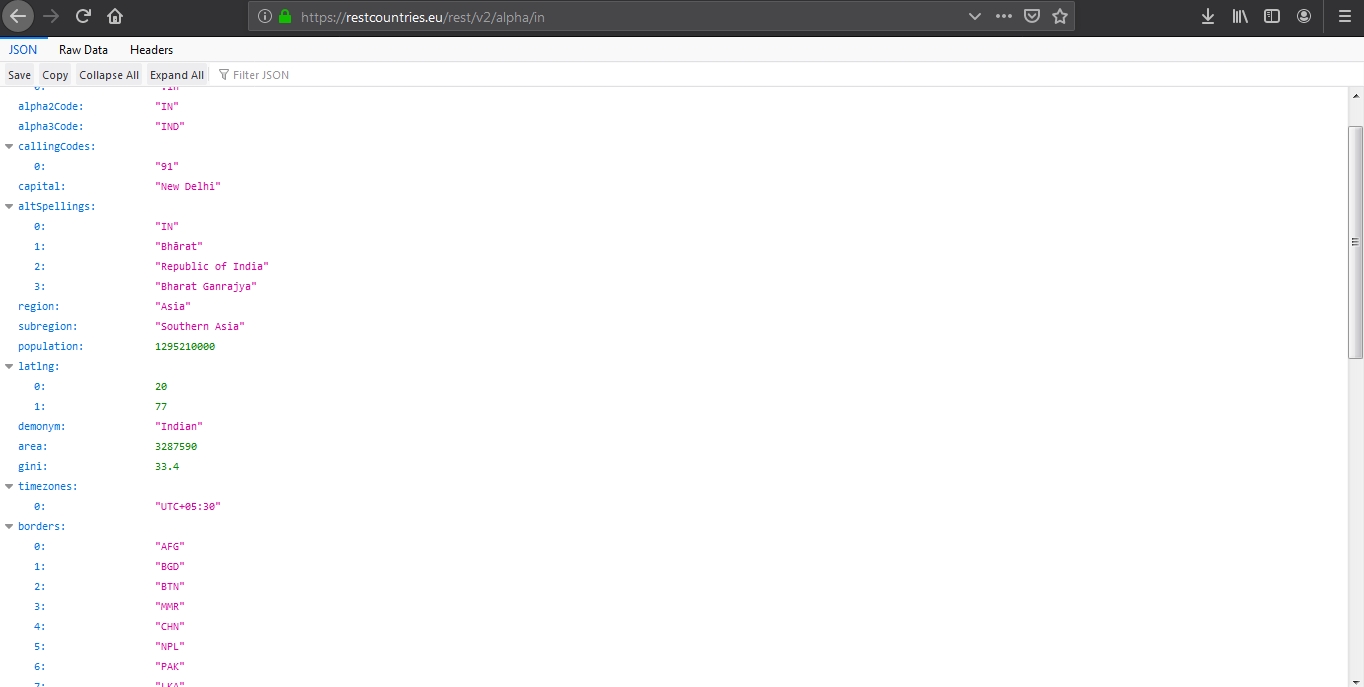 https://restcountries.eu/rest/v2/alpha/in
JSON Raw Data Headers
Save Copy Collapse All Expand All Filter JSON
0: ".in"
alpha2Code: "IN"
alpha3Code: "IND"
callingCodes:
0: "91"
capital: "New Delhi"
altSpellings:
0: "IN"
1: "Bhārat"
2: "Republic of India"
3: "Bharat Ganrajya"
region: "Asia"
subregion: "Southern Asia"
population: 1295210000
latlng:
0: 20
1: 77
demonym: "Indian"
area: 3287590
gini: 33.4
timezones:
0: "UTC+05:30"
borders:
0: "AFG"
1: "BGD"
2: "BTN"
3: "MMR"
4: "CHN"
5: "NPL"
6: "PAK"
7: "LKA"